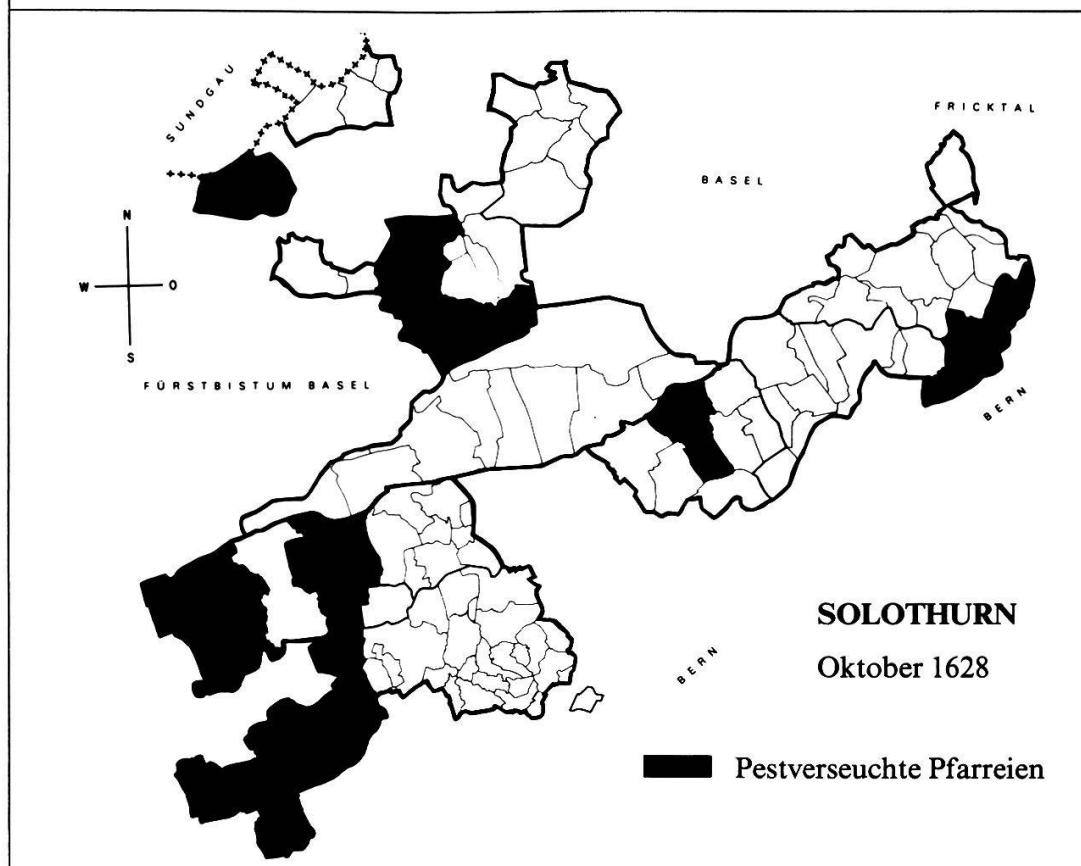 SUNDGAU
FRICKTAL
BASEL
N
W O
S
FÜRSTBISTUM BASEL
BERN
SOLOTHURN
Oktober 1628
BERN
Pestverseuchte Pfarreien